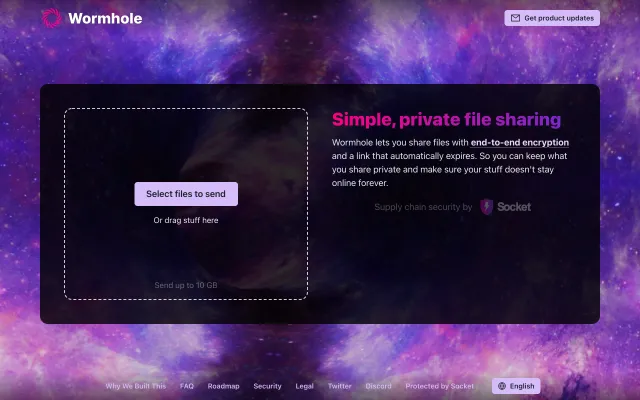 Wormhole
Get product updates
Simple, private file sharing
Wormhole lets you share files with end-to-end encryption
and a link that automatically expires. So you can keep what
you share private and make sure your stuff doesn't stay
online forever.
Select files to send
Or drag stuff here
Supply chain security by Socket
Send up to 10 GB
Why We Built This FAQ Roadmap Security Legal Twitter Discord Protected by Socket English